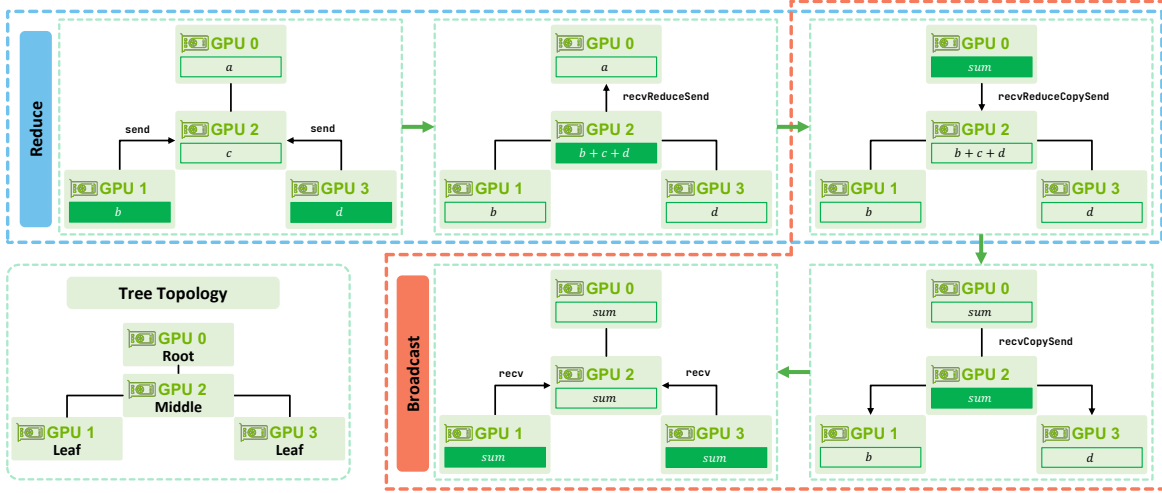 Reduce
GPU 0
a
send
send
GPU 2
c
GPU 1
b
GPU 3
d
GPU 0
a
recvReduceSend
GPU 2
b + c + d
GPU 1
b
GPU 3
d
GPU 0
sum
recvReduceCopySend
GPU 2
b + c + d
GPU 1
b
GPU 3
d
Tree Topology
GPU 0
Root
GPU 2
Middle
GPU 1
Leaf
GPU 3
Leaf
Broadcast
GPU 0
sum
recv
recv
GPU 2
sum
GPU 1
sum
GPU 3
sum
GPU 0
sum
recvCopySend
GPU 2
sum
GPU 1
b
GPU 3
d